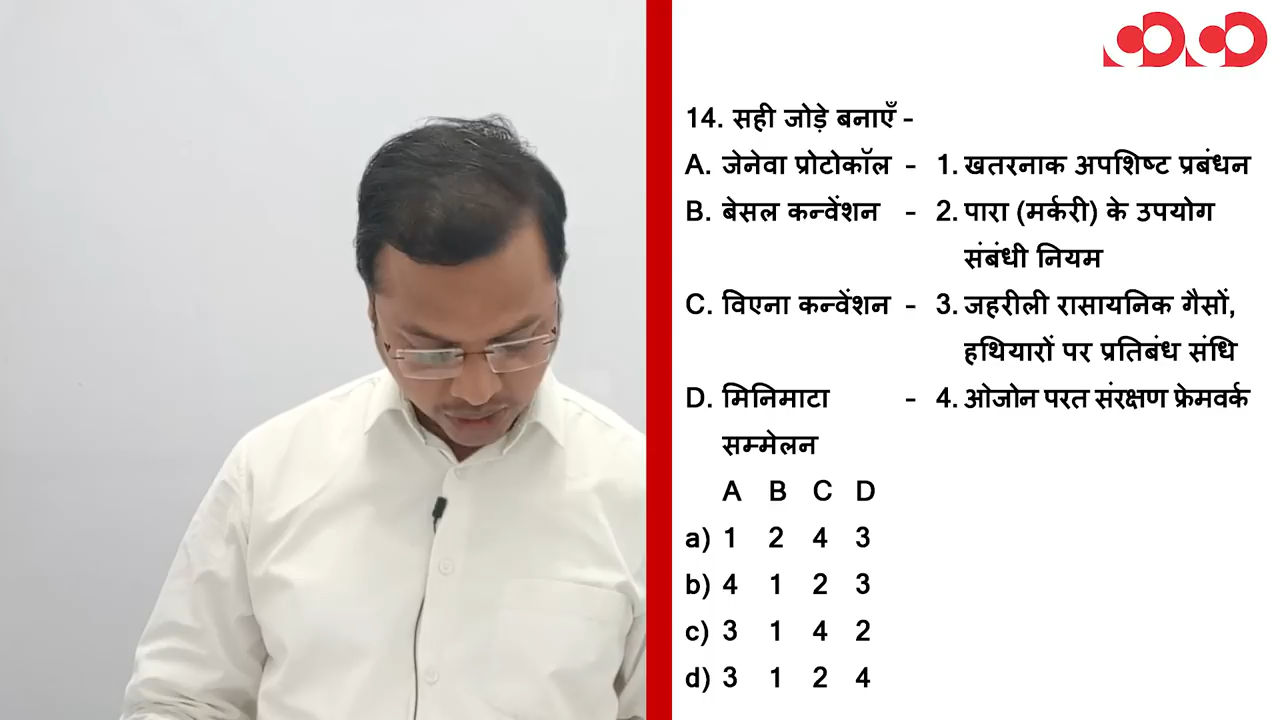 14. सही जोड़े बनाएँ –
A. जेनेवा प्रोटोकॉल – 1. खतरनाक अपशिष्ट प्रबंधन
B. बेसल कन्वेंशन – 2. पारा (मर्करी) के उपयोग
संबंधी नियम
C. विएना कन्वेंशन – 3. जहरीली रासायनिक गैसों,
हथियारों पर प्रतिबंध संधि
D. मिनिमाटा – 4. ओजोन परत संरक्षण फ्रेमवर्क
सम्मेलन
A B C D
a) 1 2 4 3
b) 4 1 2 3
c) 3 1 4 2
d) 3 1 2 4